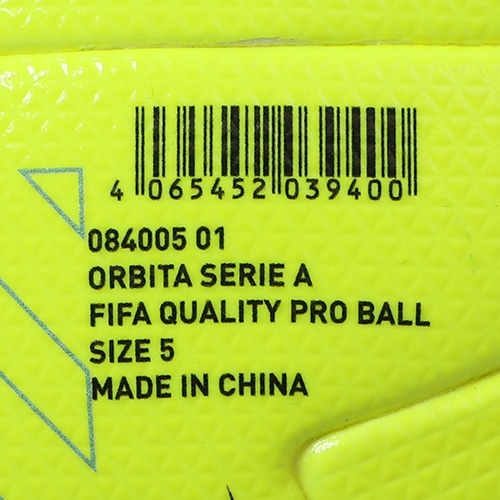 4 065452 039400
084005 01
ORBITA SERIE A
FIFA QUALITY PRO BALL
SIZE 5
MADE IN CHINA